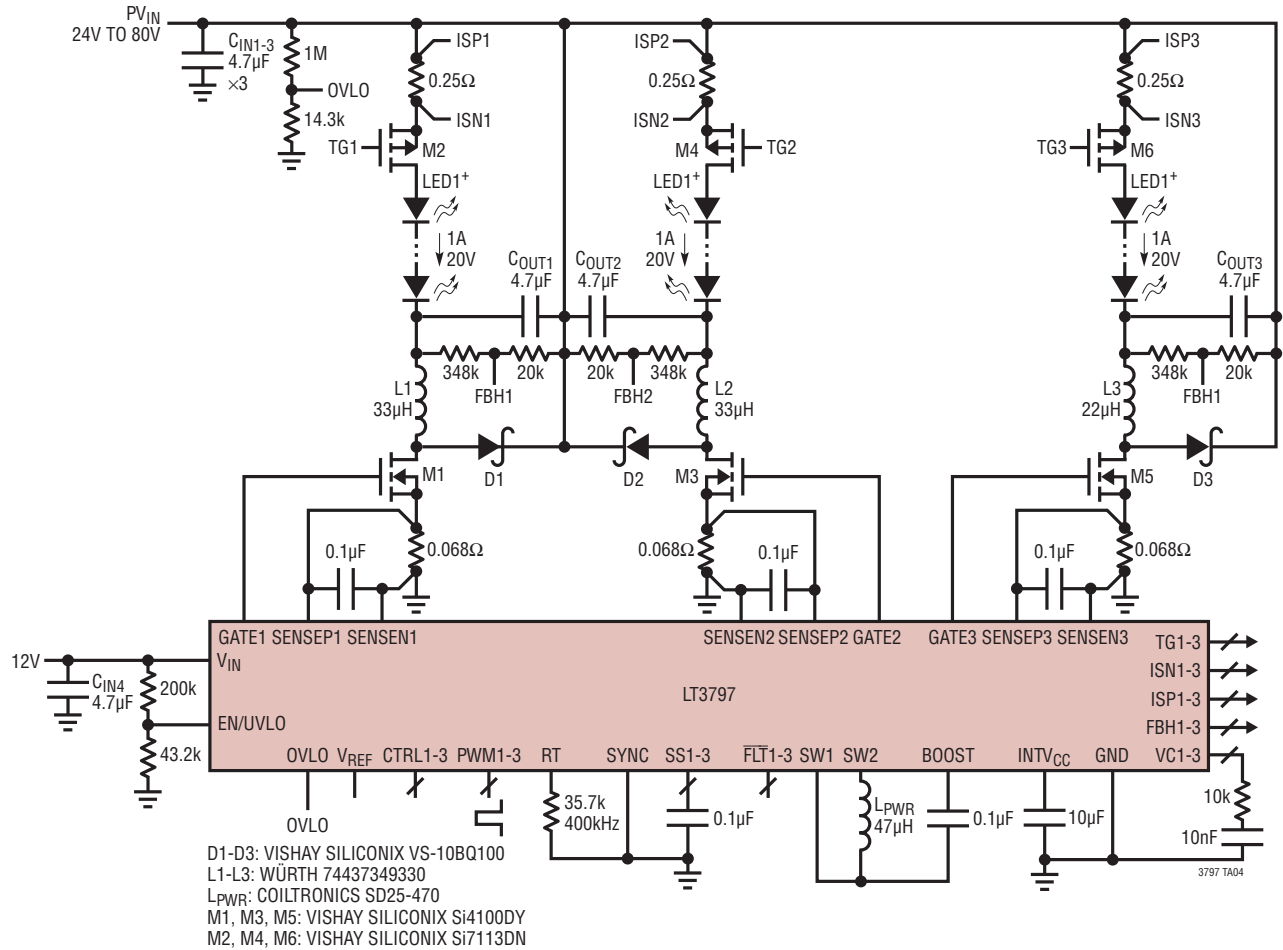 PVIN
24V TO 80V
CIN1-3
4.7µF
×3
1M
OVLO
14.3k
ISP1
0.25Ω
ISN1
TG1
M2
LED1+
1A
20V
COUT1
4.7µF
348k
20k
FBH1
L1
33µH
D1
M1
0.1µF
0.068Ω
ISP2
0.25Ω
ISN2
M4
TG2
LED1+
1A
20V
COUT2
4.7µF
20k
348k
FBH2
L2
33µH
D2
M3
0.068Ω
0.1µF
ISP3
0.25Ω
ISN3
TG3
M6
LED1+
1A
20V
COUT3
4.7µF
348k
20k
FBH1
L3
22µH
D3
M5
0.1µF
0.068Ω
GATE1 SENSEP1 SENSEN1
SENSEN2 SENSEP2 GATE2
GATE3 SENSEP3 SENSEN3
12V
VIN
CIN4
4.7µF
200k
EN/UVLO
43.2k
LT3797
TG1-3
ISN1-3
ISP1-3
FBH1-3
VC1-3
OVLO VREF CTRL1-3 PWM1-3 RT SYNC SS1-3 FLT1-3 SW1 SW2 BOOST INTVCC GND
OVLO
35.7k
400kHz
0.1µF
LPWR
47µH
0.1µF
10µF
10k
10nF
3797 TA04
D1-D3: VISHAY SILICONIX VS-10BQ100
L1-L3: WÜRTH 74437349330
LPWR: COILTRONICS SD25-470
M1, M3, M5: VISHAY SILICONIX Si4100DY
M2, M4, M6: VISHAY SILICONIX Si7113DN